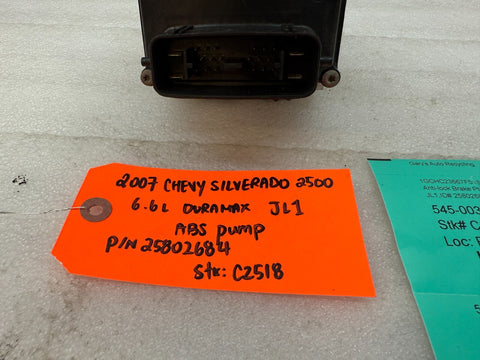 2007 CHEVY SILVERADO 2500
6.6L DURAMAX JL1
ABS pump
P/N 25802684
Stk: C2518
Gary's Auto Recycling
Anti-lock Brake
545-003
Stk# C
Loc: